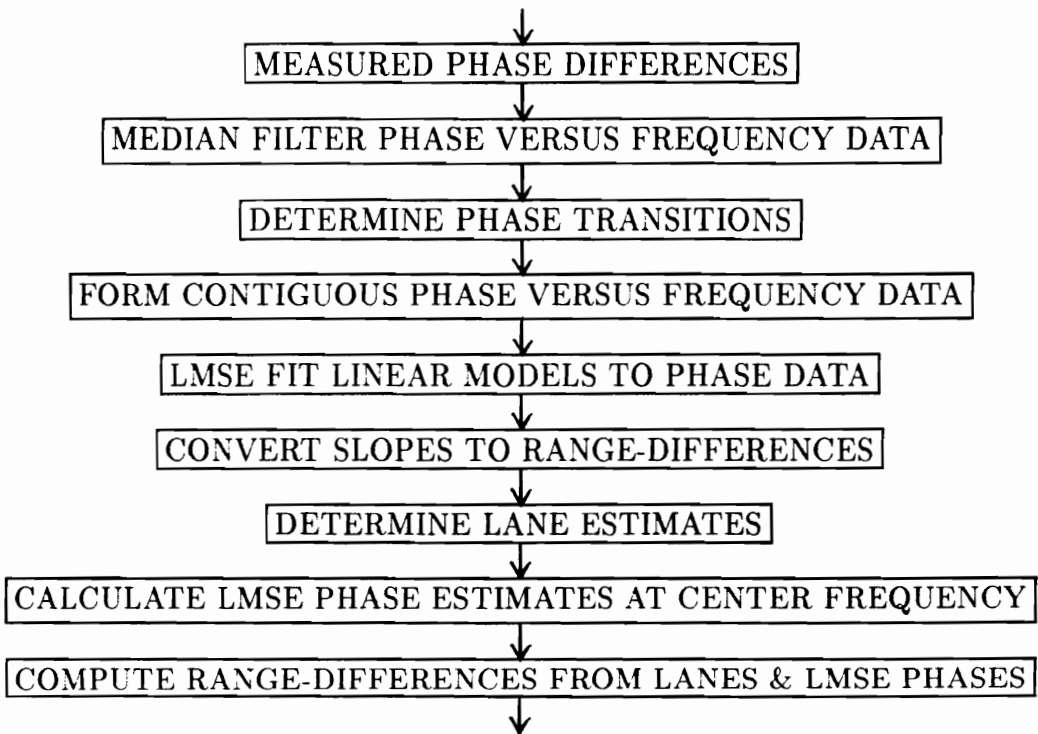 MEASURED PHASE DIFFERENCES
MEDIAN FILTER PHASE VERSUS FREQUENCY DATA
DETERMINE PHASE TRANSITIONS
FORM CONTIGUOUS PHASE VERSUS FREQUENCY DATA
LMSE FIT LINEAR MODELS TO PHASE DATA
CONVERT SLOPES TO RANGE-DIFFERENCES
DETERMINE LANE ESTIMATES
CALCULATE LMSE PHASE ESTIMATES AT CENTER FREQUENCY
COMPUTE RANGE-DIFFERENCES FROM LANES & LMSE PHASES